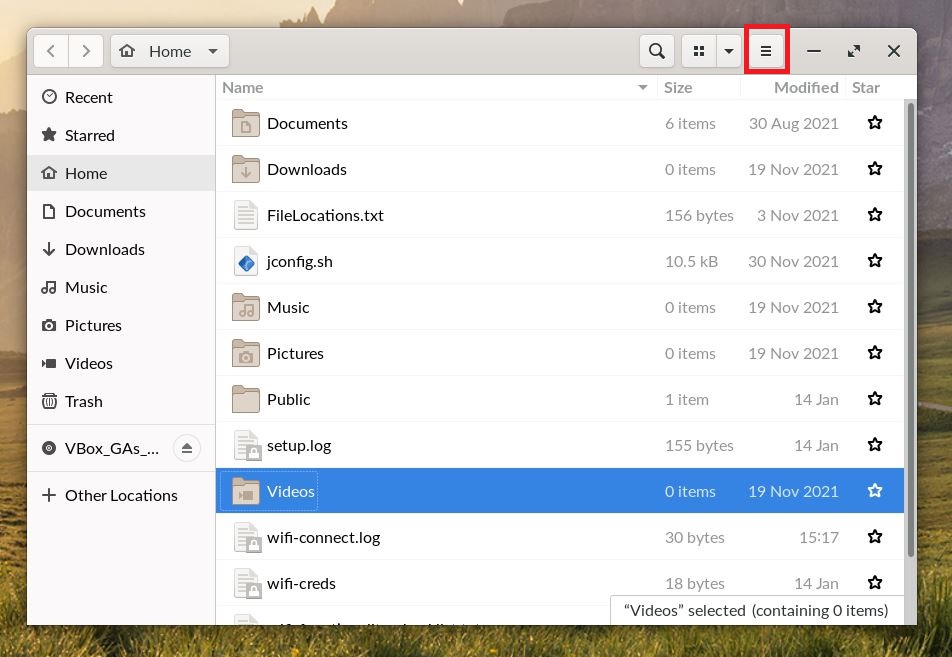 Home
Name Size Modified Star
Recent
Starred
Home
Documents
Downloads
Music
Pictures
Videos
Trash
VBox_GAs_...
Other Locations
Documents 6 items 30 Aug 2021
Downloads 0 items 19 Nov 2021
FileLocations.txt 156 bytes 3 Nov 2021
jconfig.sh 10.5 kB 30 Nov 2021
Music 0 items 19 Nov 2021
Pictures 0 items 19 Nov 2021
Public 1 item 14 Jan
setup.log 155 bytes 14 Jan
Videos 0 items 19 Nov 2021
wifi-connect.log 30 bytes 15:17
wifi-creds 18 bytes 14 Jan
“Videos” selected (containing 0 items)